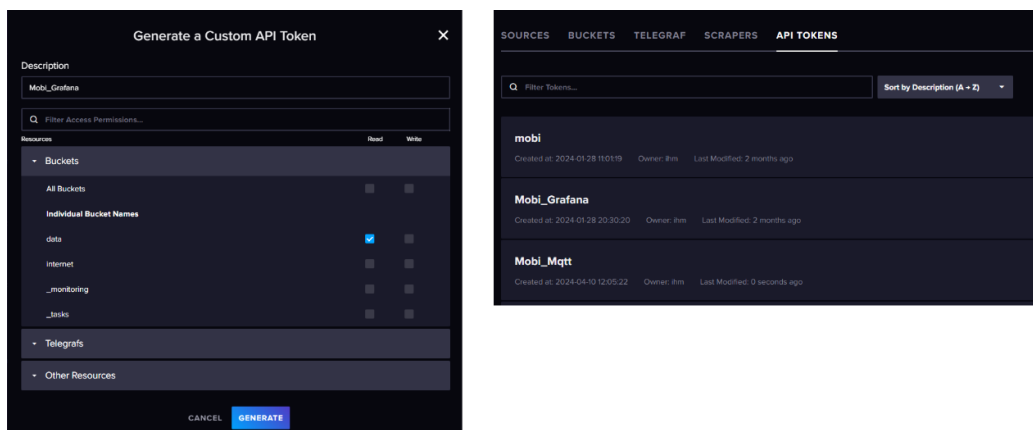 Generate a Custom API Token
Description
Mobi_Grafana
Filter Access Permissions...
Resources Read Write
Buckets
All Buckets
Individual Bucket Names
data
internet
_monitoring
_tasks
Telegrafs
Other Resources
CANCEL GENERATE
SOURCES BUCKETS TELEGRAF SCRAPERS API TOKENS
Filter Tokens... Sort by Description (A → Z)
mobi
Created at: 2024-01-28 11:01:19 Owner: ihm Last Modified: 2 months ago
Mobi_Grafana
Created at: 2024-01-28 20:30:20 Owner: ihm Last Modified: 2 months ago
Mobi_Mqtt
Created at: 2024-04-10 12:05:22 Owner: ihm Last Modified: 0 seconds ago